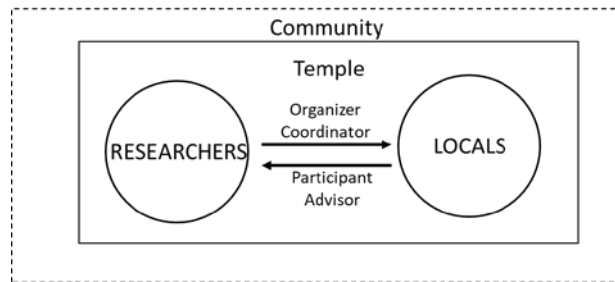 Community
Temple
Organizer
Coordinator
RESEARCHERS
LOCALS
Participant
Advisor